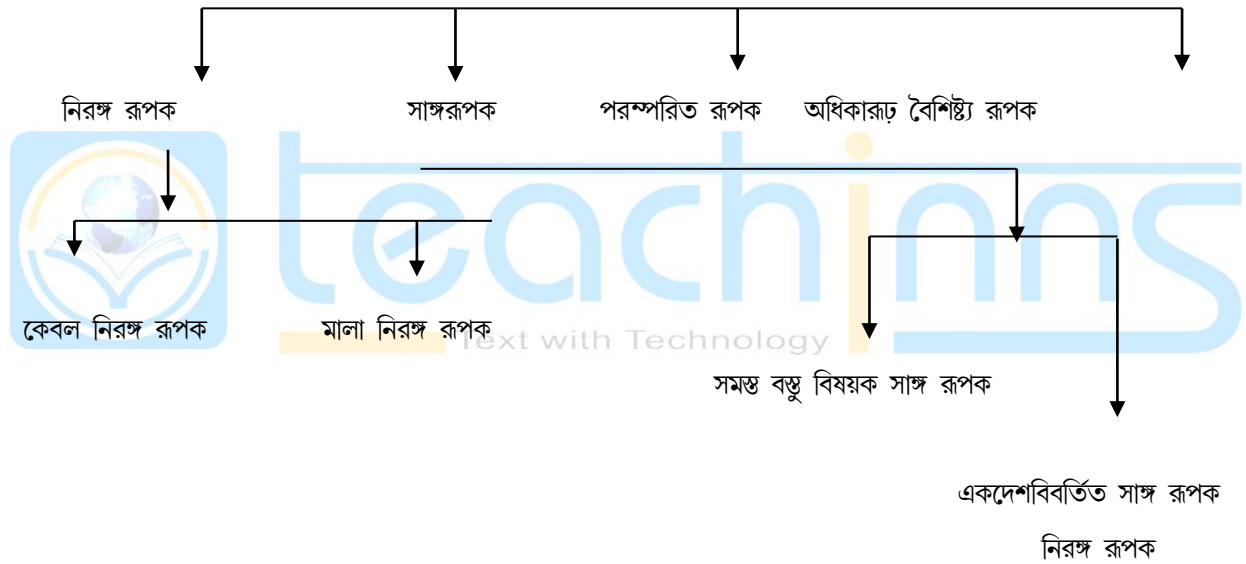 নিরঙ্গ রূপক সাঙ্গরূপক পরম্পরিত রূপক অধিকারূঢ় বৈশিষ্ট্য রূপক
teachinns
কেবল নিরঙ্গ রূপক মালা নিরঙ্গ রূপক
Text with Technology
সমস্ত বস্তু বিষয়ক সাঙ্গ রূপক
একদেশবিবর্তিত সাঙ্গ রূপক
নিরঙ্গ রূপক